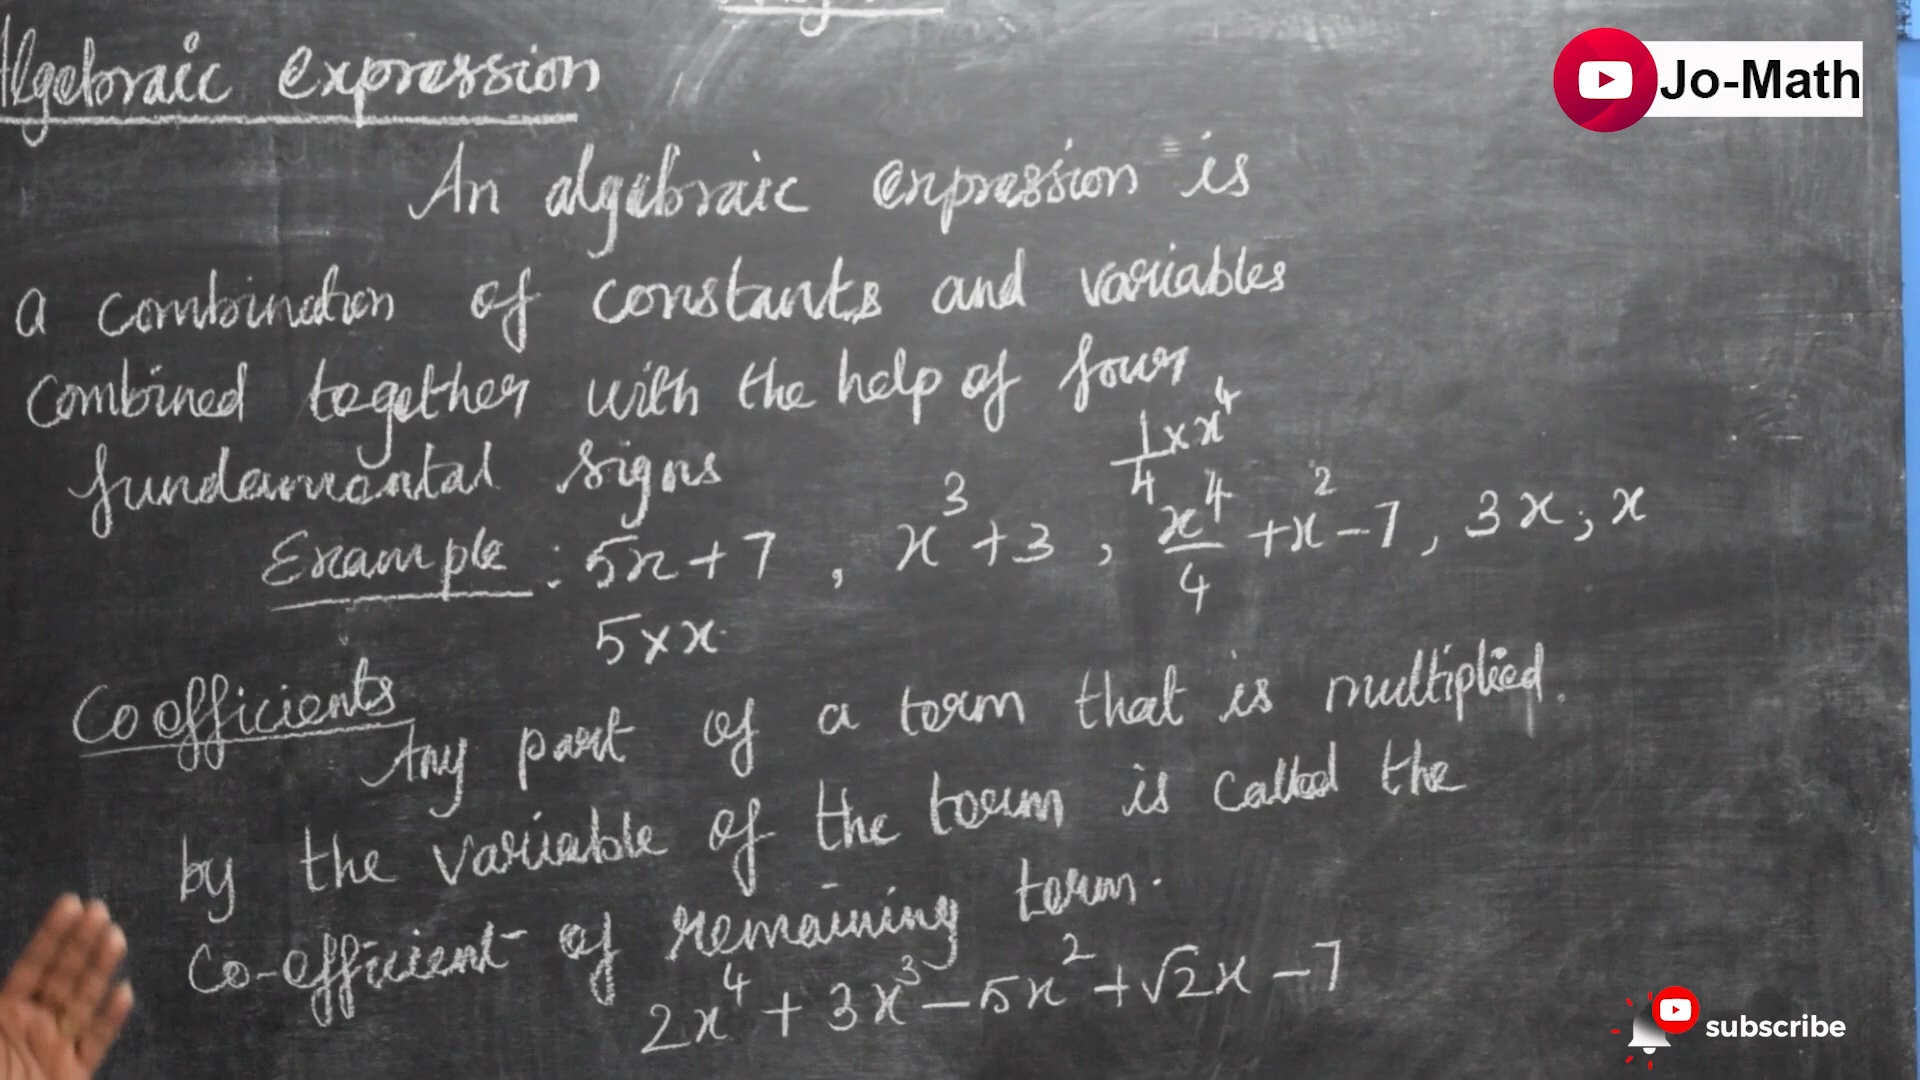 Algebraic expression
Jo-Math
An algebraic expression is
a combination of constants and variables
combined together with the help of four
fundamental signs
1/4 × x⁴
Example : 5x + 7 , x³ + 3 , x⁴/4 + x² - 7 , 3x ; x
5 × x
Coefficients
Any part of a term that is multiplied.
by the variable of the term is called the
Co-efficient of remaining term.
2x⁴ + 3x³ - 5x² + √2x - 7
subscribe